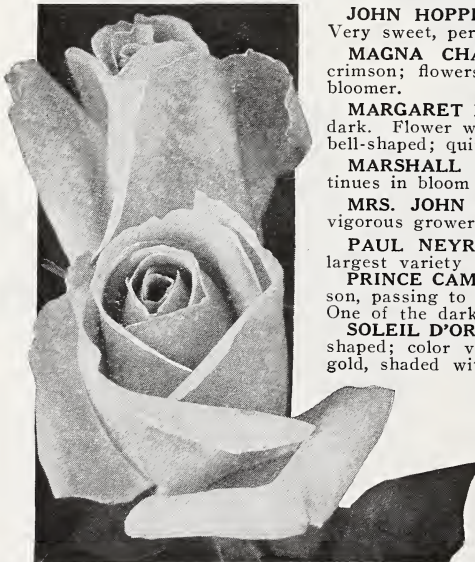 JOHN HOPP
Very sweet, per
MAGNA CHA
crimson; flowers
bloomer.
MARGARET
dark. Flower w
bell-shaped; qui
MARSHALL
tinues in bloom
MRS. JOHN
vigorous grower
PAUL NEYR
largest variety
PRINCE CAM
son, passing to
One of the dark
SOLEIL D'OR
shaped; color v
gold, shaded wi